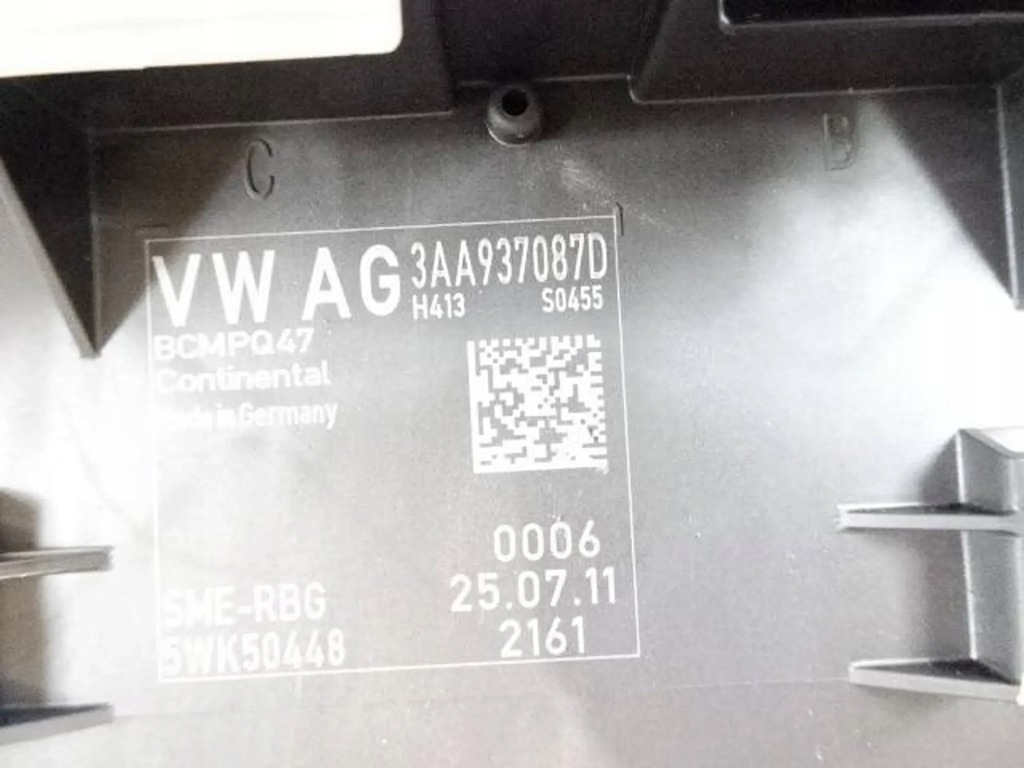 C
B
VW AG 3AA937087D
H413 S0455
BCMPQ47
Continental
Made in Germany
0006
SME-RBG 25.07.11
5WK50448 2161